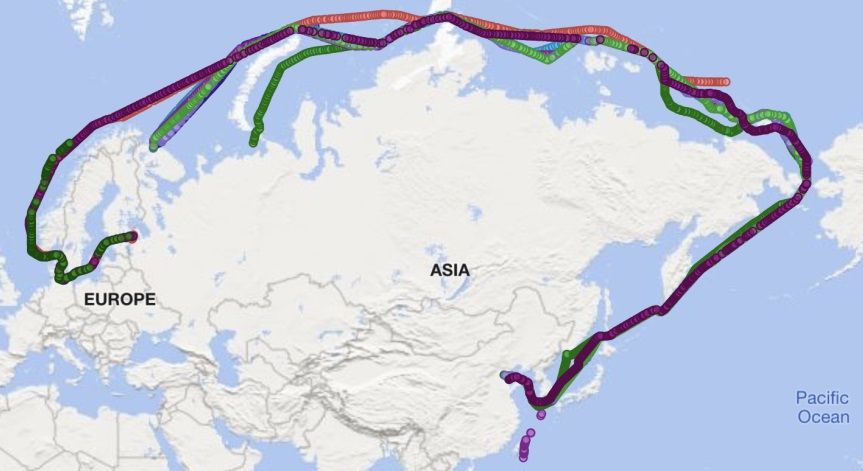 ASIA
EUROPE
Pacific
Ocean